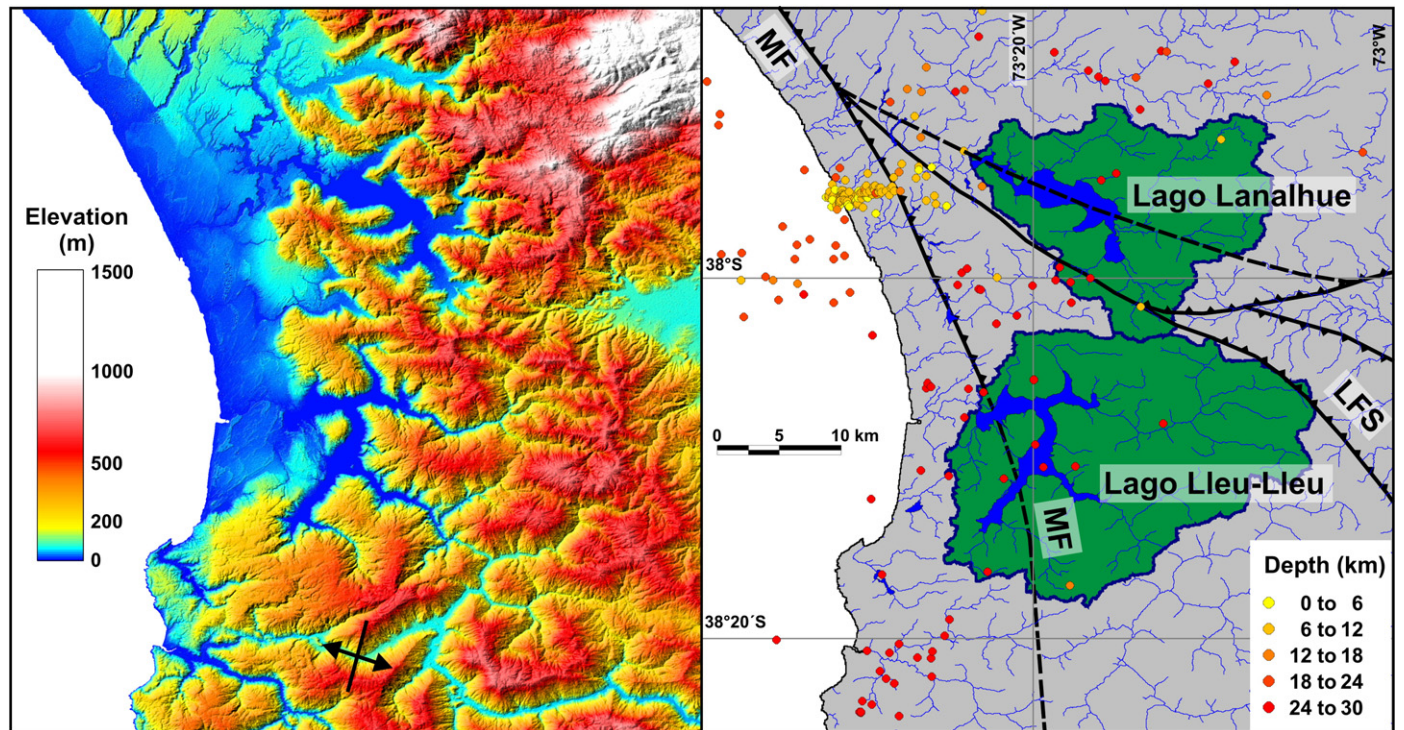 Elevation
(m)
1500
1000
500
200
0
MF
73°20´W
73°W
Lago Lanalhue
38°S
LFS
0 5 10 km
Lago Lleu-Lleu
MF
38°20´S
Depth (km)
0 to 6
6 to 12
12 to 18
18 to 24
24 to 30